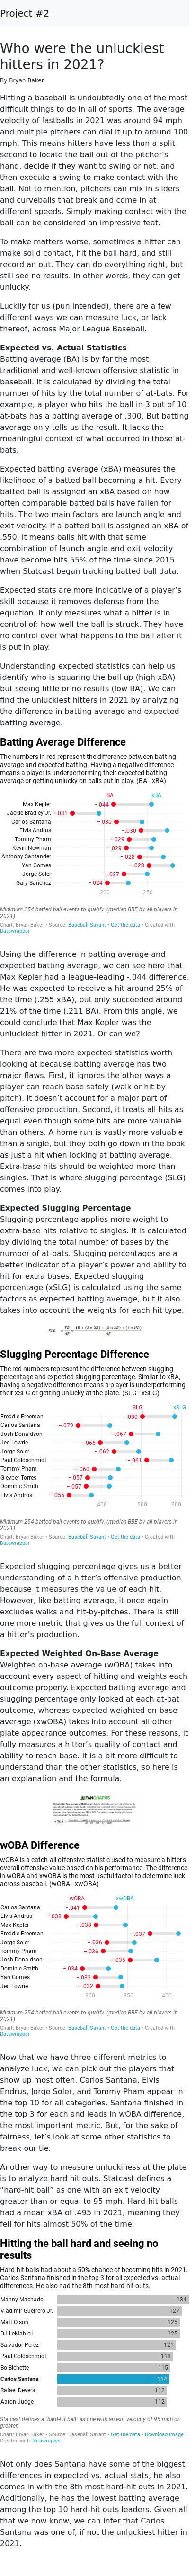 Project #2
Who were the unluckiest
hitters in 2021?
By Bryan Baker
Hitting a baseball is undoubtedly one of the most
difficult things to do in all of sports. The average
velocity of fastballs in 2021 was around 94 mph
and multiple pitchers can dial it up to around 100
mph. This means hitters have less than a split
second to locate the ball out of the pitcher's
hand, decide if they want to swing or not, and
then execute a swing to make contact with the
ball. Not to mention, pitchers can mix in sliders
and curveballs that break and come in at
different speeds. Simply making contact with the
ball can be considered an impressive feat.
To make matters worse, sometimes a hitter can
make solid contact, hit the ball hard, and still
record an out. They can do everything right, but
still see no results. In other words, they can get
unlucky.
Luckily for us (pun intended), there are a few
different ways we can measure luck, or lack
thereof, across Major League Baseball.
Expected vs. Actual Statistics
Batting average (BA) is by far the most
traditional and well-known offensive statistic in
baseball. It is calculated by dividing the total
number of hits by the total number of at-bats. For
example, a player who hits the ball in 3 out of 10
at-bats has a batting average of .300. But batting
average only tells us the result. It lacks the
meaningful context of what happens in those at-
bats.
Expected batting average (xBA) measures the
likelihood of a batted ball becoming a hit. Every
batted ball is assigned an xBA based on how
often comparable batted balls have fallen for
hits. The two main factors are launch angle and
exit velocity. If a batted ball is assigned an xBA of
.550, it means balls hit with that same
combination of launch angle and exit velocity
have become hits 55% of the time since 2015
when Statcast began tracking batted ball data.
Expected stats are more indicative of a player's
skill because it removes defense from the
equation. It only measures what a hitter is in
control of: how well the ball is struck. They have
no control over what happens to the ball after it
is put in play.
Understanding expected statistics can help us
identify who is squaring the ball up (high xBA)
but seeing little or no results (low BA). We can
find the unluckiest hitters in 2021 by analyzing
the difference in batting average and expected
batting average.
Batting Average Difference
The numbers in red represent the difference between batting
average and expected batting. Having a negative difference
means a player is underperforming their expected batting
average or getting unlucky on balls put in play. (BA - xBA)
BA xBA
Max Kepler −.044
Jackie Bradley Jr. −.031
Carlos Santana −.030
Elvis Andrus −.030
Tommy Pham −.029
Kevin Newman −.029
Anthony Santander −.028
Yan Gomes −.028
Jorge Soler −.027
Gary Sanchez −.024
.200 .250
Minimum 254 batted ball events to qualify. (median BBE by all players in
2021)
Chart: Bryan Baker • Source: Baseball Savant • Get the data • Created with
Datawrapper
Using the difference in batting average and
expected batting average, we can see here that
Max Kepler had a league-leading -.044 difference.
He was expected to record a hit around 25% of
the time (.255 xBA), but only succeeded around
21% of the time (.211 BA). From this angle, we
could conclude that Max Kepler was the
unluckiest hitter in 2021. Or can we?
There are two more expected statistics worth
looking at because batting average has two
major flaws. First, it ignores the other ways a
player can reach base safely (walk or hit by
pitch). It doesn't account for a major part of
offensive production. Second, it treats all hits as
equal even though some hits are more valuable
than others. A home run is vastly more valuable
than a single, but they both go down in the book
as just a hit when looking at batting average.
Extra-base hits should be weighted more than
singles. That is where slugging percentage (SLG)
comes into play.
Expected Slugging Percentage
Slugging percentage applies more weight to
extra-base hits relative to singles. It is calculated
by dividing the total number of bases by the total
number of at-bats. Slugging percentages are a
better indicator of a player's power and ability to
hit for extra bases. Expected slugging
percentage (xSLG) is calculated using the same
factors as expected batting average, but it also
takes into account the weights for each hit type.
Slugging Percentage Difference
The red numbers represent the difference between slugging
percentage and expected slugging percentage. Similar to xBA,
having a negative difference means a player is underperforming
their xSLG or getting unlucky at the plate. (SLG - xSLG)
SLG xSLG
Freddie Freeman −.080
Carlos Santana −.079
Josh Donaldson −.067
Jed Lowrie −.066
Jorge Soler −.062
Paul Goldschmidt −.061
Tommy Pham −.060
Gleyber Torres −.057
Dominic Smith −.057
Elvis Andrus −.055
.400 .500 .600
Minimum 254 batted ball events to qualify. (median BBE by all players in
2021)
Chart: Bryan Baker • Source: Baseball Savant • Get the data • Created with
Datawrapper
Expected slugging percentage gives us a better
understanding of a hitter's offensive production
because it measures the value of each hit.
However, like batting average, it once again
excludes walks and hit-by-pitches. There is still
one more metric that gives us the full context of
a hitter's production.
Expected Weighted On-Base Average
Weighted on-base average (wOBA) takes into
account every aspect of hitting and weights each
outcome properly. Expected batting average and
slugging percentage only looked at each at-bat
outcome, whereas expected weighted on-base
average (xwOBA) takes into account all other
plate appearance outcomes. For these reasons, it
fully measures a hitter's quality of contact and
ability to reach base. It is a little more difficult to
understand than the other statistics, so here is
an explanation and the formula.
FANGRAPHS
wOBA Difference
wOBA is a catch-all offensive statistic used to measure a hitter's
overall offensive production and performance. The difference
in wOBA and xwOBA is the most important to determine luck
across baseball. (wOBA - xwOBA)
wOBA xwOBA
Carlos Santana −.041
Elvis Andrus −.038
Max Kepler −.038
Freddie Freeman −.037
Jorge Soler −.036
Tommy Pham −.036
Josh Donaldson −.035
Dominic Smith −.034
Yan Gomes −.033
Jed Lowrie −.032
.300 .350 .400
Minimum 254 batted ball events to qualify. (median BBE by all players in
2021)
Chart: Bryan Baker • Source: Baseball Savant • Get the data • Created with
Datawrapper
Now that we have three different metrics to
analyze luck, we can pick out the players that
show up most often. Carlos Santana, Elvis
Endrus, Jorge Soler, and Tommy Pham appear in
the top 10 for all categories. Santana finished in
the top 3 for each and leads in wOBA difference,
the most important metric. But, for the sake of
fairness, let's look at some other statistics to
break our tie.
Another way to measure unluckiness at the plate
is to analyze hard hit outs. Statcast defines a
"hard-hit ball" as one with an exit velocity
greater than or equal to 95 mph. Hard-hit balls
had a mean xBA of .495 in 2021, meaning they
fell for hits almost 50% of the time.
Hitting the ball hard and seeing no
results
Hard-hit balls had about a 50% chance of becoming hits in 2021.
Carlos Santana finished in the top 3 for all expected vs. actual
differences. He also had the 8th most hard-hit outs.
Manny Machado 134
Vladimir Guerrero Jr. 127
Matt Olson 125
DJ LeMahieu 125
Salvador Perez 121
Paul Goldschmidt 118
Bo Bichette 115
Carlos Santana 114
Rafael Devers 112
Aaron Judge 112
Statcast defines a "hard-hit ball" as one with an exit velocity of 95 mph or
greater
Chart: Bryan Baker • Source: Baseball Savant • Get the data • Download image •
Created with Datawrapper
Not only does Santana have some of the biggest
differences in expected vs. actual stats, he also
comes in with the 8th most hard-hit outs in 2021.
Additionally, he has the lowest batting average
among the top 10 hard-hit outs leaders. Given all
that we now know, we can infer that Carlos
Santana was one of, if not the unluckiest hitter in
2021.